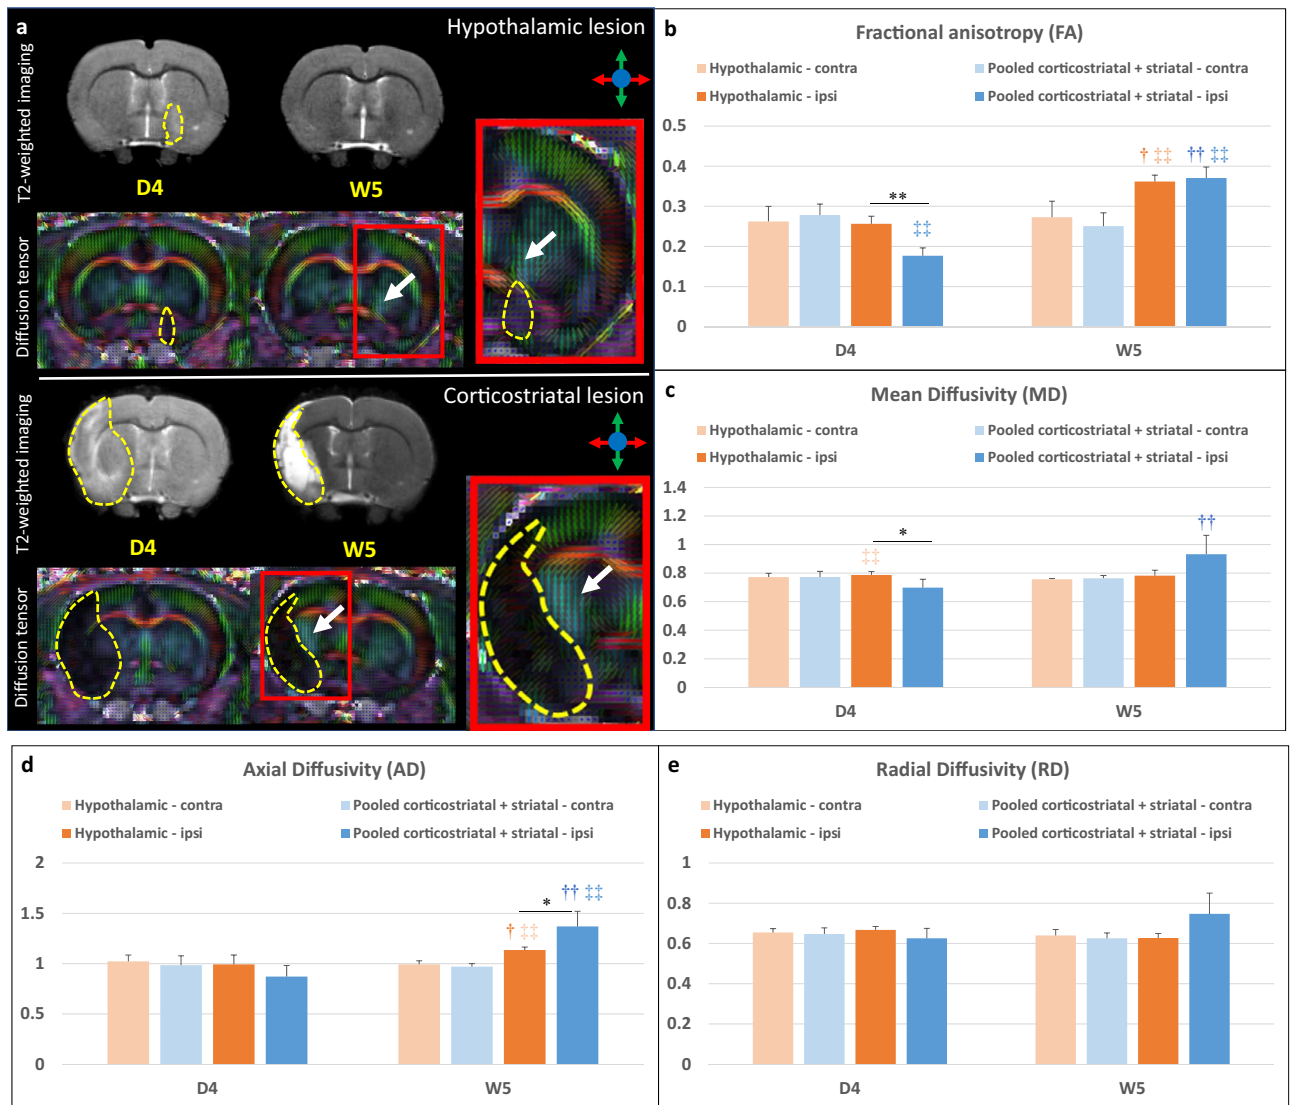 a
Hypothalamic lesion
T2-weighted imaging
D4
W5
Diffusion tensor
Corticostriatal lesion
T2-weighted imaging
D4
W5
Diffusion tensor
b
Fractional anisotropy (FA)
Hypothalamic - contra
Pooled corticostriatal + striatal - contra
Hypothalamic - ipsi
Pooled corticostriatal + striatal - ipsi
0.5
0.4
0.3
0.2
0.1
0
**
‡‡
† ‡‡
†† ‡‡
D4
W5
c
Mean Diffusivity (MD)
Hypothalamic - contra
Pooled corticostriatal + striatal - contra
Hypothalamic - ipsi
Pooled corticostriatal + striatal - ipsi
1.4
1.2
1
0.8
0.6
0.4
0.2
0
‡‡
*
††
D4
W5
d
Axial Diffusivity (AD)
Hypothalamic - contra
Pooled corticostriatal + striatal - contra
Hypothalamic - ipsi
Pooled corticostriatal + striatal - ipsi
2
1.5
1
0.5
0
† ‡‡
*
†† ‡‡
D4
W5
e
Radial Diffusivity (RD)
Hypothalamic - contra
Pooled corticostriatal + striatal - contra
Hypothalamic - ipsi
Pooled corticostriatal + striatal - ipsi
1
0.8
0.6
0.4
0.2
0
D4
W5